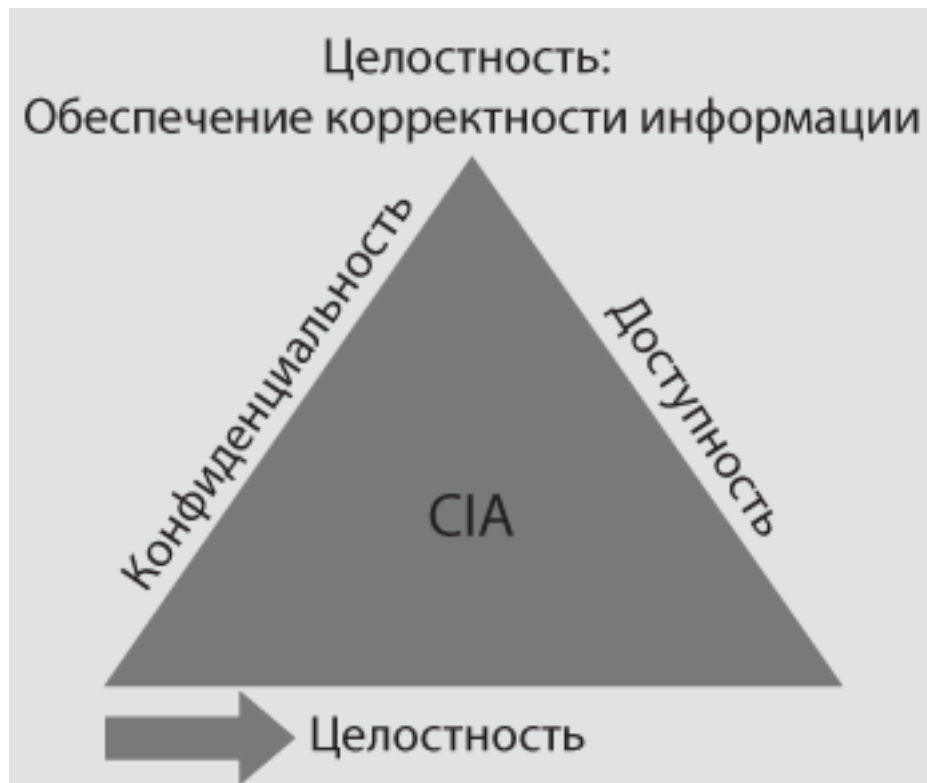 Целостность:
Обеспечение корректности информации
Конфиденциальность
Доступность
CIA
Целостность